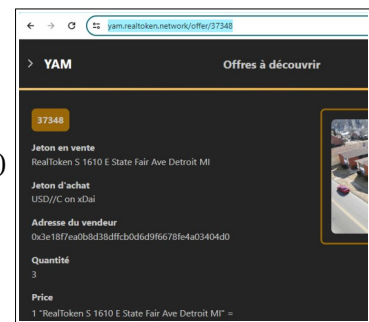 yam.realtoken.network/offer/37348
YAM
Offres à découvrir
37348
Jeton en vente
RealToken S 1610 E State Fair Ave Detroit MI
Jeton d'achat
USD//C on xDai
Adresse du vendeur
0x3e18f7ea0b8d38dffcb0d6d9f6678fe4a03404d0
Quantité
3
Price
1 "RealToken S 1610 E State Fair Ave Detroit MI" =
)